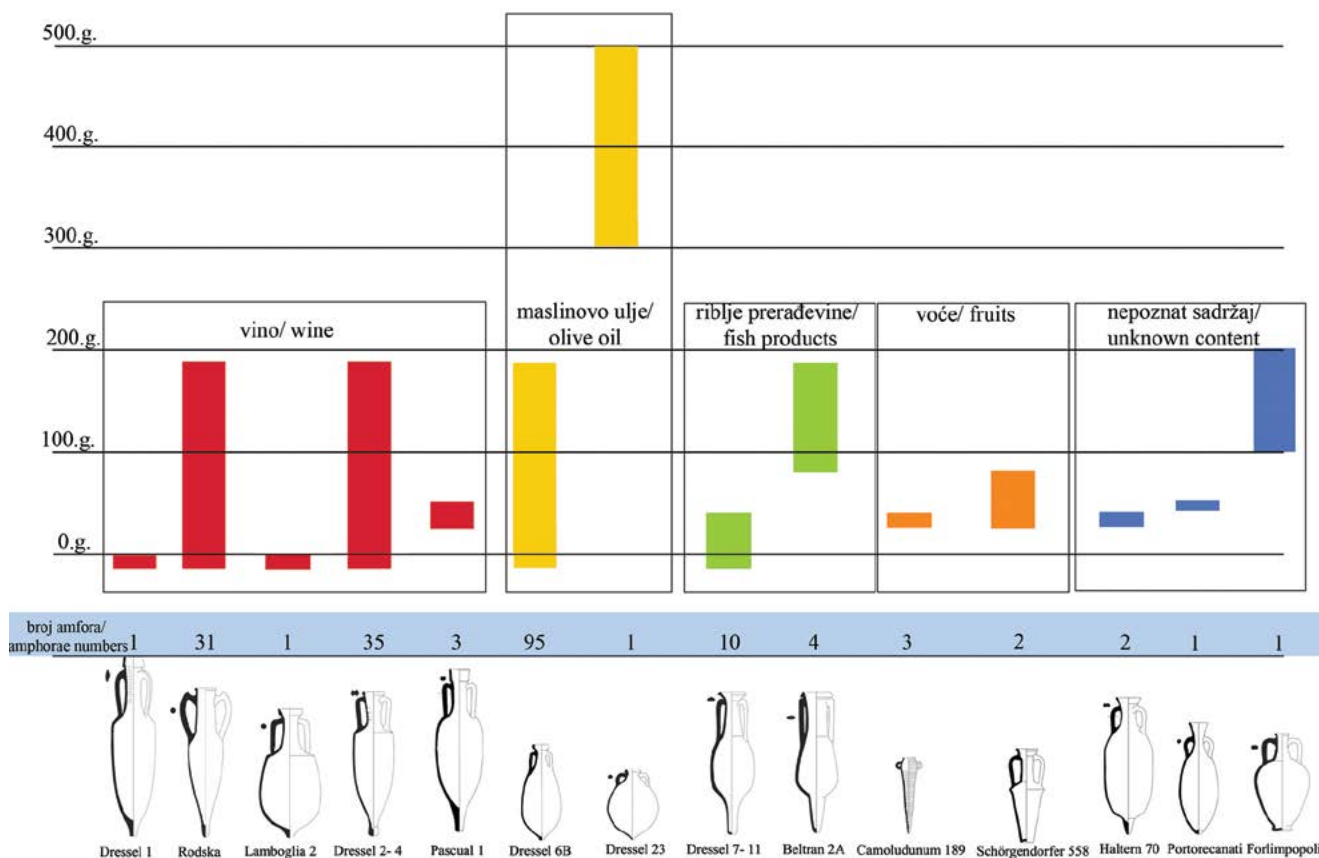 500.g.
400.g.
300.g.
vino/ wine
maslinovo ulje/
olive oil
riblje prerađevine/
fish products
voće/ fruits
nepoznat sadržaj/
unknown content
200.g.
100.g.
0.g.
broj amfora/
amphorae numbers
1 31 1 35 3 95 1 10 4 3 2 2 1 1
Dressel 1 Rodska Lamboglia 2 Dressel 2- 4 Pascual 1 Dressel 6B Dressel 23 Dressel 7- 11 Beltran 2A Camoludunum 189 Schörgendorfer 558 Haltern 70 Portorecanati Forlimpopoli